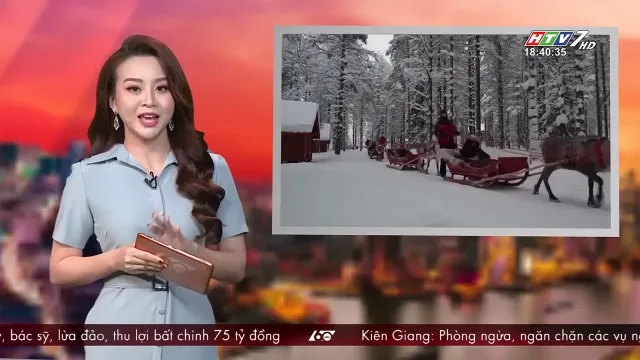 HTV7 HD
18:40:35
, bác sỹ, lừa đảo, thu lợi bất chính 75 tỷ đồng 60 Kiên Giang: Phòng ngừa, ngăn chặn các vụ